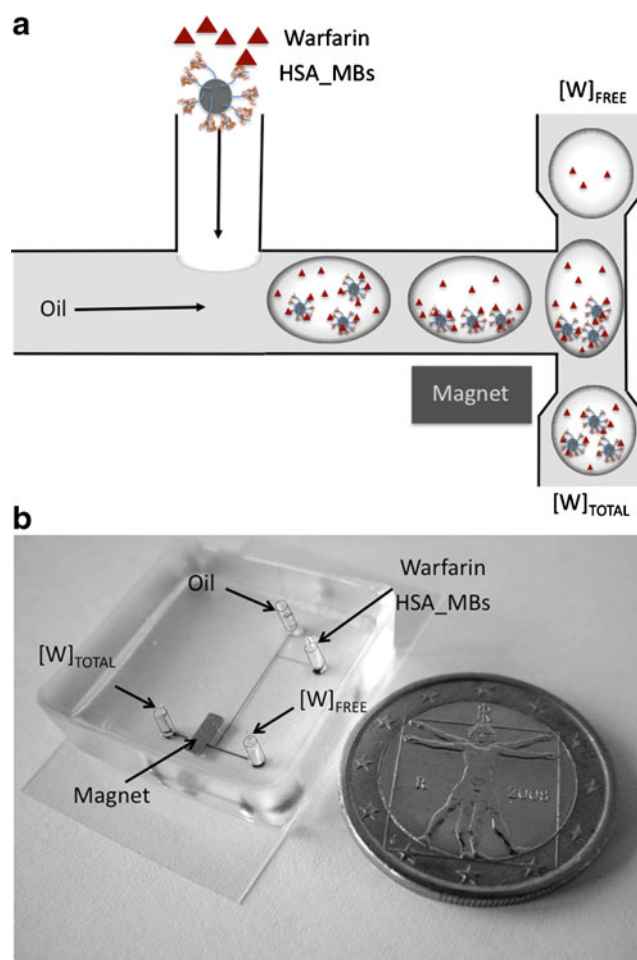 a
Warfarin
HSA_MBs
[W]FREE
Oil
Magnet
[W]TOTAL
b
Warfarin
HSA_MBs
Oil
[W]TOTAL
[W]FREE
Magnet
R
R
2008